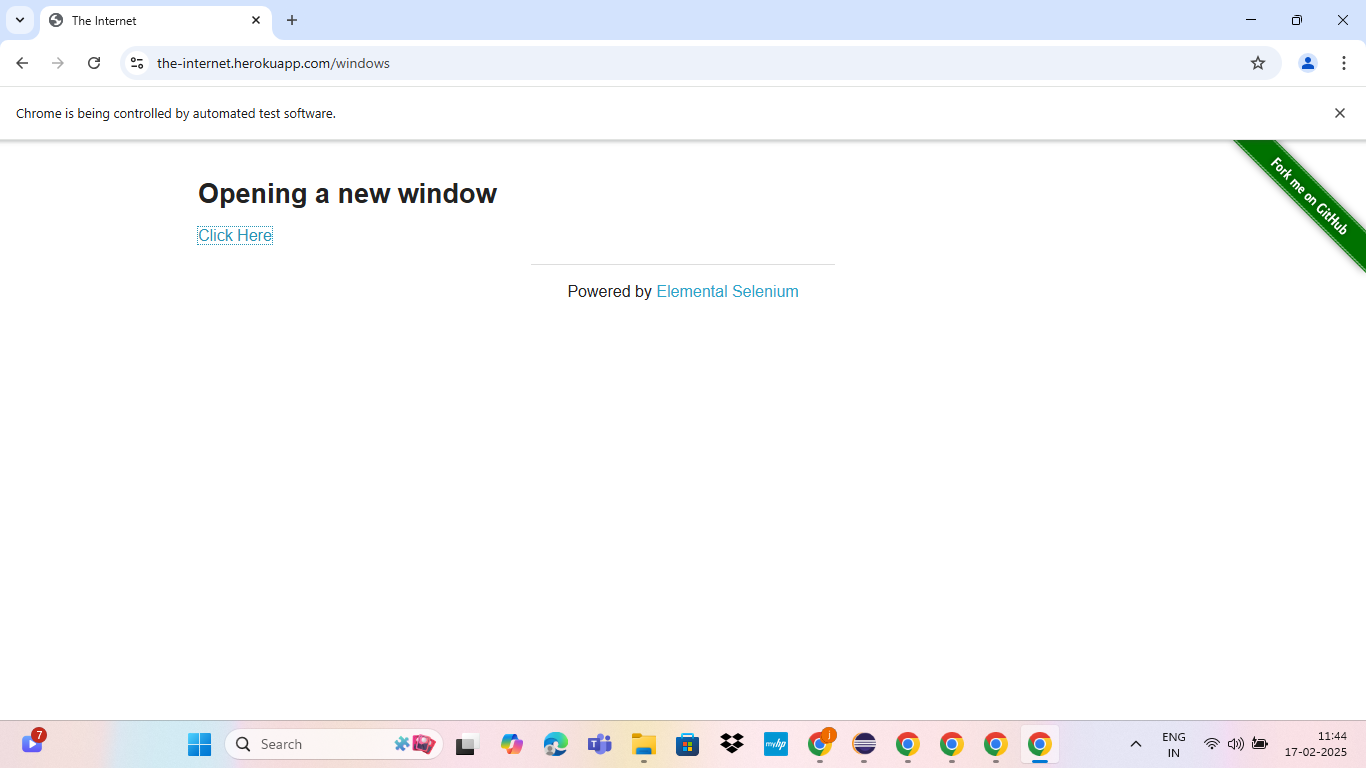 The Internet
the-internet.herokuapp.com/windows
Chrome is being controlled by automated test software.
Fork me on GitHub
Opening a new window
Click Here
Powered by Elemental Selenium
7
Search
myhp
j
ENG
IN
11:44
17-02-2025